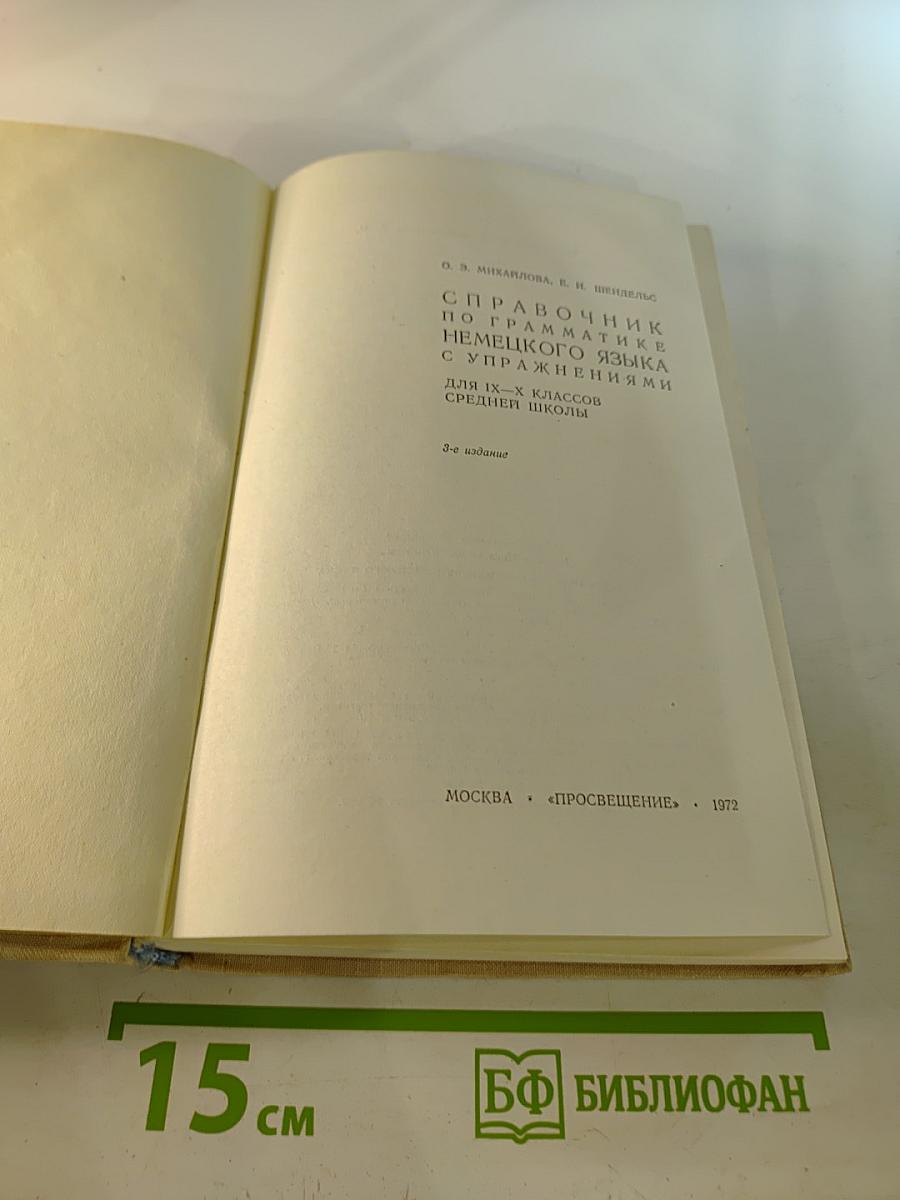 О. Э. МИХАЙЛОВА, Е. И. ШЕНДЕЛЬС
СПРАВОЧНИК
ПО ГРАММАТИКЕ
НЕМЕЦКОГО ЯЗЫКА
С УПРАЖНЕНИЯМИ
ДЛЯ IX—X КЛАССОВ
СРЕДНЕЙ ШКОЛЫ
3-е издание
МОСКВА • «ПРОСВЕЩЕНИЕ» • 1972
15 см
БФ БИБЛИОФАН